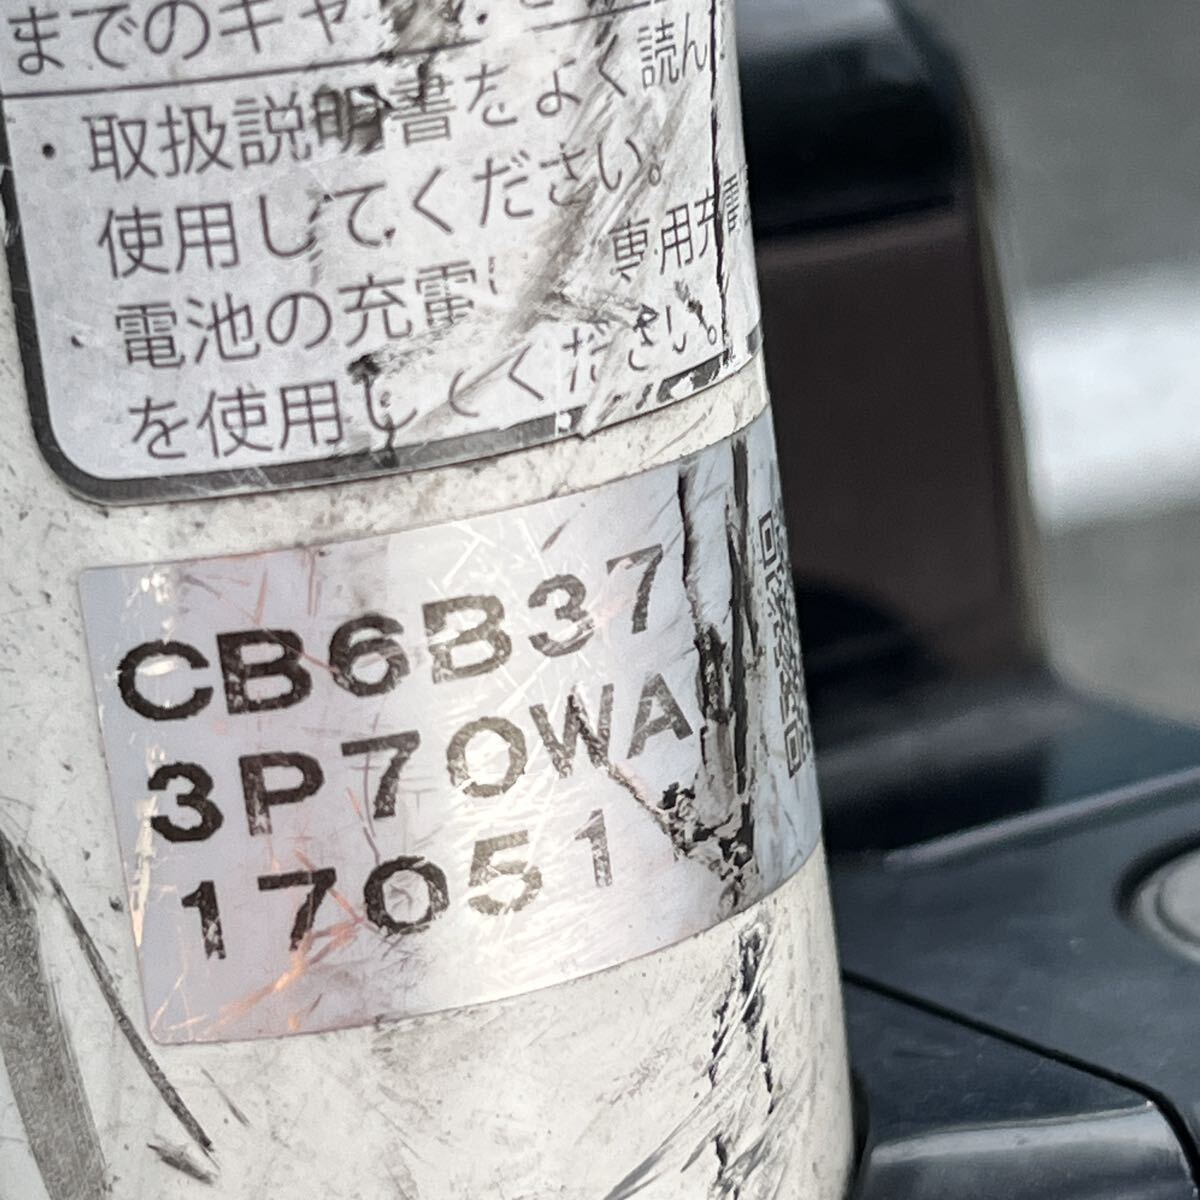 までのキャ
・取扱説明書をよく読ん
使用してください。
・電池の充電に 専用充電
を使用してください。
CB6B37
3P70WA
17051